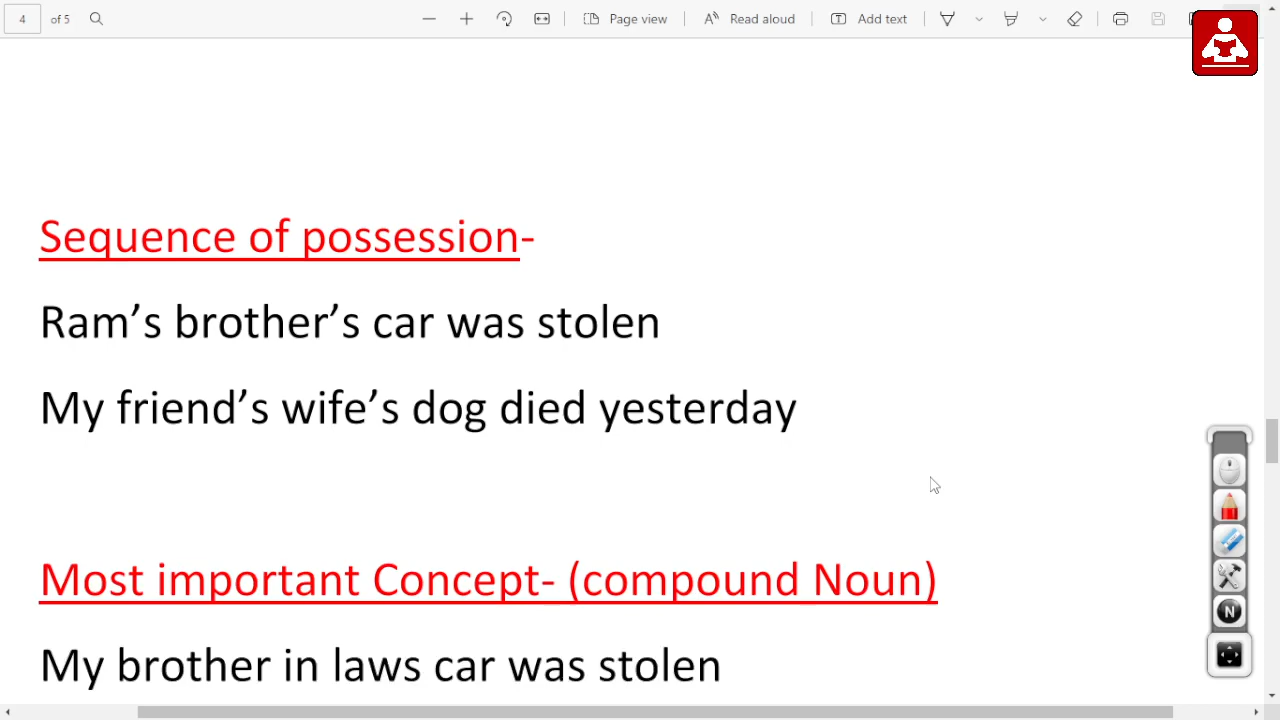 4 of 5 Page view Read aloud Add text
Sequence of possession-
Ram’s brother’s car was stolen
My friend’s wife’s dog died yesterday
Most important Concept- (compound Noun)
My brother in laws car was stolen
N